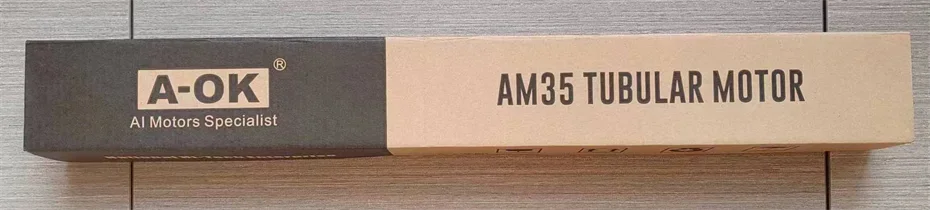 A-OK®
AI Motors Specialist
AM35 TUBULAR MOTOR